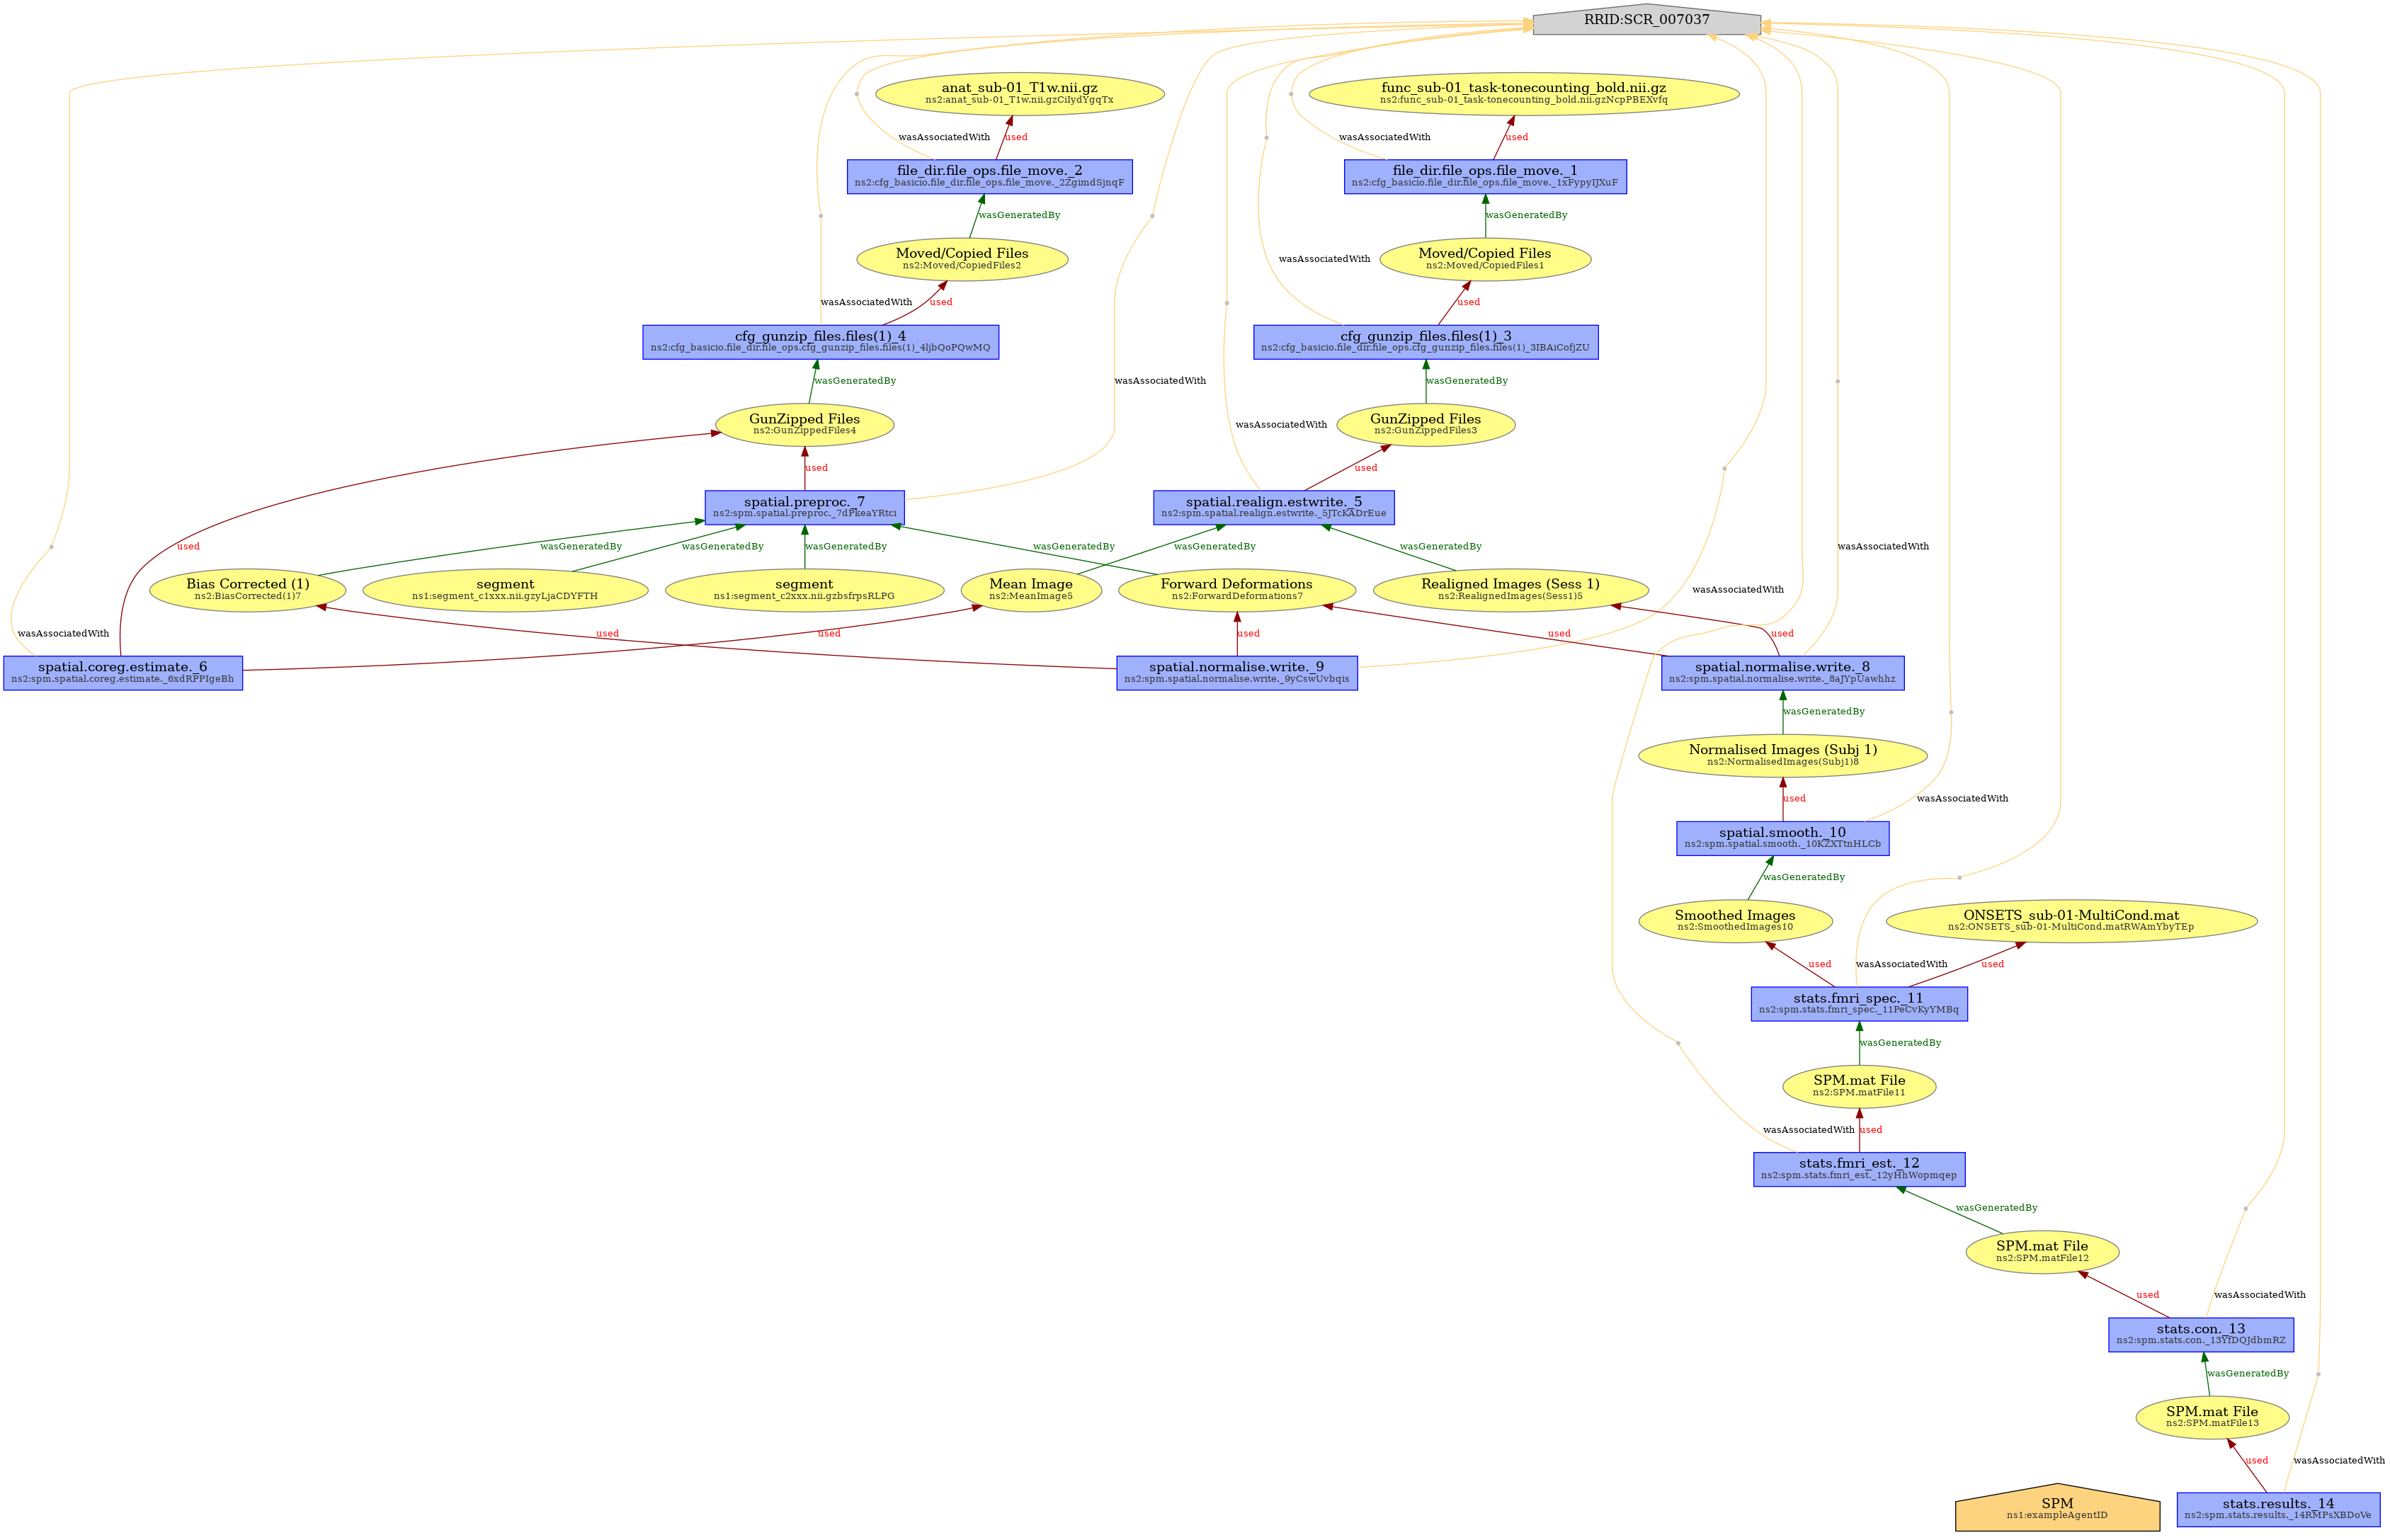 RRID:SCR_007037
anat_sub-01_T1w.nii.gz
ns2:anat_sub-01_T1w.nii.gzCiIydYgqTx
func_sub-01_task-tonecounting_bold.nii.gz
ns2:func_sub-01_task-tonecounting_bold.nii.gzNcpPBEXvfq
wasAssociatedWith
used
wasAssociatedWith
used
file_dir.file_ops.file_move._2
ns2:cfg_basicio.file_dir.file_ops.file_move._2ZgimdSjnqF
file_dir.file_ops.file_move._1
ns2:cfg_basicio.file_dir.file_ops.file_move._1xFypyIJXuF
wasGeneratedBy
wasGeneratedBy
Moved/Copied Files
ns2:Moved/CopiedFiles2
wasAssociatedWith
Moved/Copied Files
ns2:Moved/CopiedFiles1
wasAssociatedWith
used
used
cfg_gunzip_files.files(1)_4
ns2:cfg_basicio.file_dir.file_ops.cfg_gunzip_files.files(1)_4ljbQoPQwMQ
cfg_gunzip_files.files(1)_3
ns2:cfg_basicio.file_dir.file_ops.cfg_gunzip_files.files(1)_3IBAiCofjZU
wasGeneratedBy
wasAssociatedWith
wasGeneratedBy
GunZipped Files
ns2:GunZippedFiles4
wasAssociatedWith
GunZipped Files
ns2:GunZippedFiles3
used
used
spatial.preproc._7
ns2:spm.spatial.preproc._7dPkeaYRtci
spatial.realign.estwrite._5
ns2:spm.spatial.realign.estwrite._5JTcKADrEue
used
wasGeneratedBy
wasGeneratedBy
wasGeneratedBy
wasGeneratedBy
wasGeneratedBy
wasGeneratedBy
wasAssociatedWith
Bias Corrected (1)
ns2:BiasCorrected(1)7
segment
ns1:segment_c1xxx.nii.gzyLjaCDYFTH
segment
ns1:segment_c2xxx.nii.gzbsfrpsRLPG
Mean Image
ns2:MeanImage5
Forward Deformations
ns2:ForwardDeformations7
Realigned Images (Sess 1)
ns2:RealignedImages(Sess1)5
wasAssociatedWith
wasAssociatedWith
used
used
used
used
used
spatial.coreg.estimate._6
ns2:spm.spatial.coreg.estimate._6xdRPPIgeBh
spatial.normalise.write._9
ns2:spm.spatial.normalise.write._9yCswUvbqis
spatial.normalise.write._8
ns2:spm.spatial.normalise.write._8aJYpUawhhz
wasGeneratedBy
Normalised Images (Subj 1)
ns2:NormalisedImages(Subj1)8
used
wasAssociatedWith
spatial.smooth._10
ns2:spm.spatial.smooth._10KZXTtnHLCb
wasGeneratedBy
Smoothed Images
ns2:SmoothedImages10
ONSETS_sub-01-MultiCond.mat
ns2:ONSETS_sub-01-MultiCond.matRWAmYbyTEp
used
wasAssociatedWith
used
stats.fmri_spec._11
ns2:spm.stats.fmri_spec._11PeCvKyYMBq
wasGeneratedBy
SPM.mat File
ns2:SPM.matFile11
wasAssociatedWith
used
stats.fmri_est._12
ns2:spm.stats.fmri_est._12yHhWopmqep
wasGeneratedBy
SPM.mat File
ns2:SPM.matFile12
used
wasAssociatedWith
stats.con._13
ns2:spm.stats.con._13YfDQJdbmRZ
wasGeneratedBy
SPM.mat File
ns2:SPM.matFile13
used
wasAssociatedWith
SPM
ns1:exampleAgentID
stats.results._14
ns2:spm.stats.results._14RMPsXBDoVe